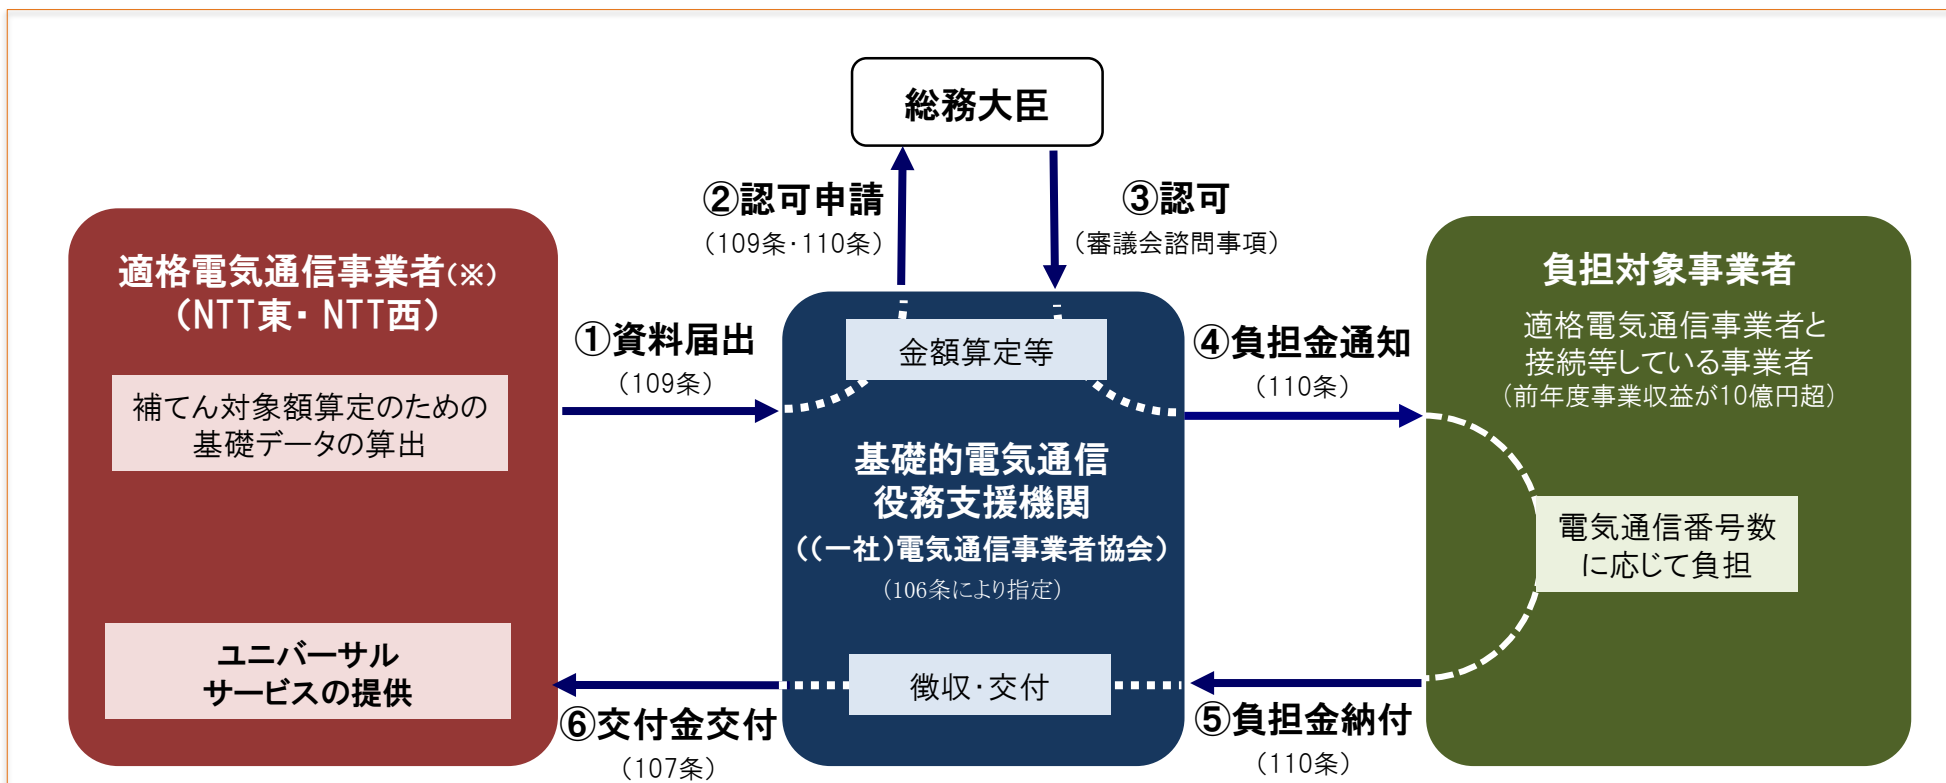 総務大臣
②認可申請
（109条・110条）
③認可
（審議会諮問事項）
適格電気通信事業者(※)
（NTT東・NTT西）
補てん対象額算定のための
基礎データの算出
ユニバーサル
サービスの提供
①資料届出
（109条）
金額算定等
基礎的電気通信
役務支援機関
（(一社)電気通信事業者協会）
（106条により指定）
徴収・交付
④負担金通知
（110条）
負担対象事業者
適格電気通信事業者と
接続等している事業者
（前年度事業収益が10億円超）
電気通信番号数
に応じて負担
⑤負担金納付
（110条）
⑥交付金交付
（107条）